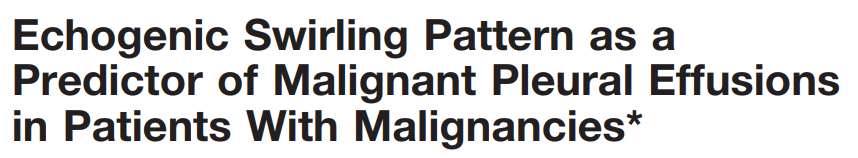 Echogenic Swirling Pattern as a
Predictor of Malignant Pleural Effusions
in Patients With Malignancies*